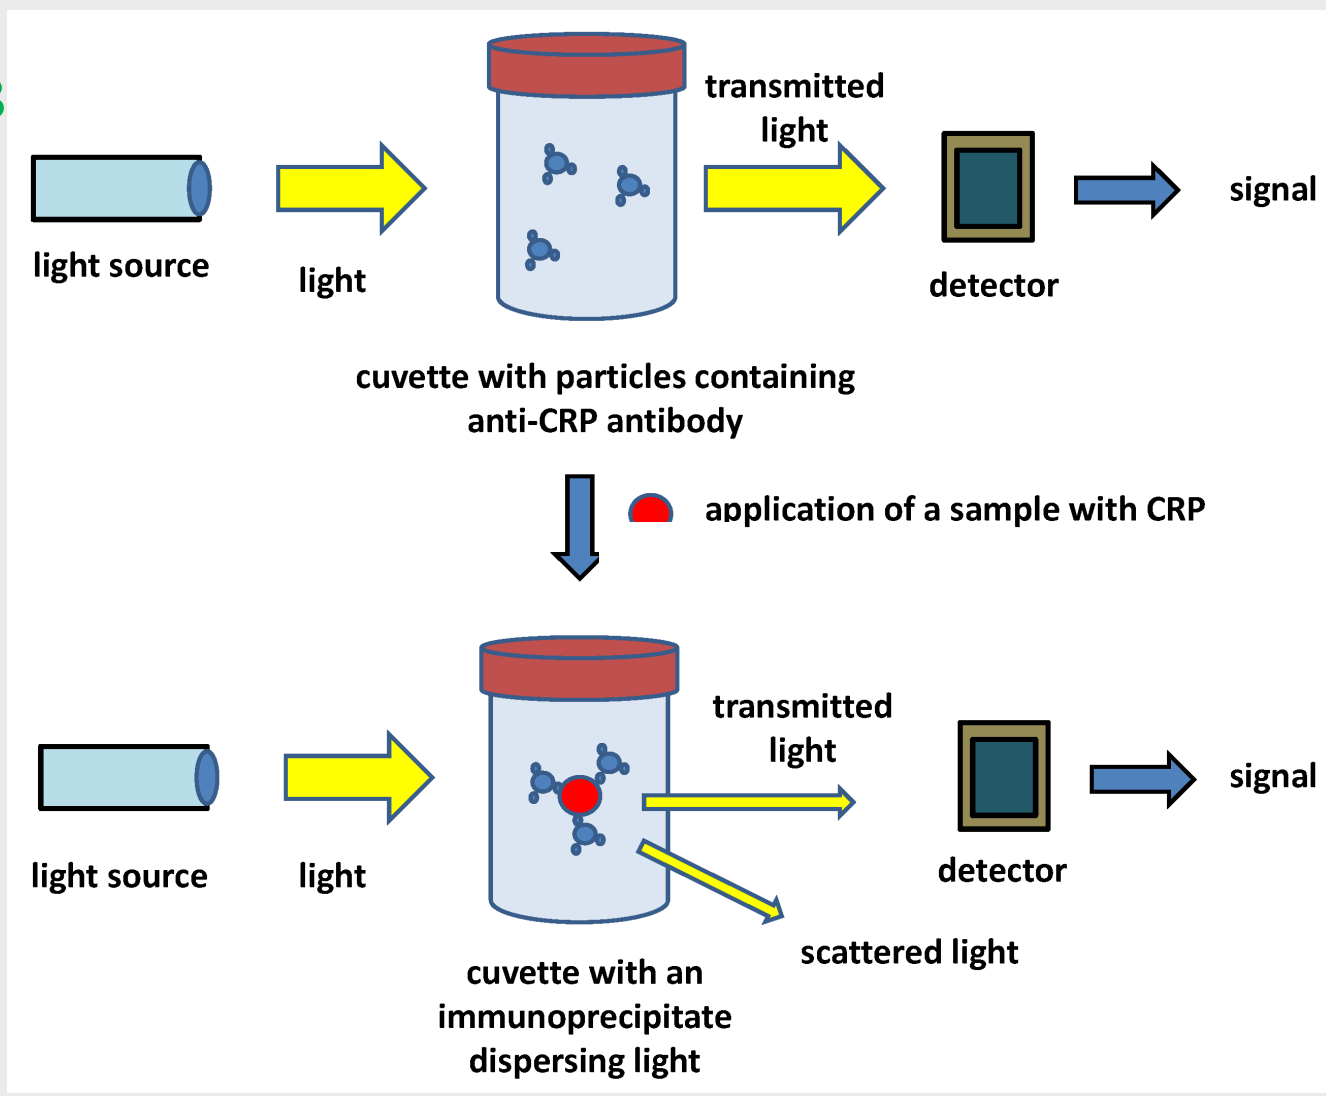 transmitted
light
light source
light
detector
signal
cuvette with particles containing
anti-CRP antibody
application of a sample with CRP
transmitted
light
light source
light
detector
signal
scattered light
cuvette with an
immunoprecipitate
dispersing light